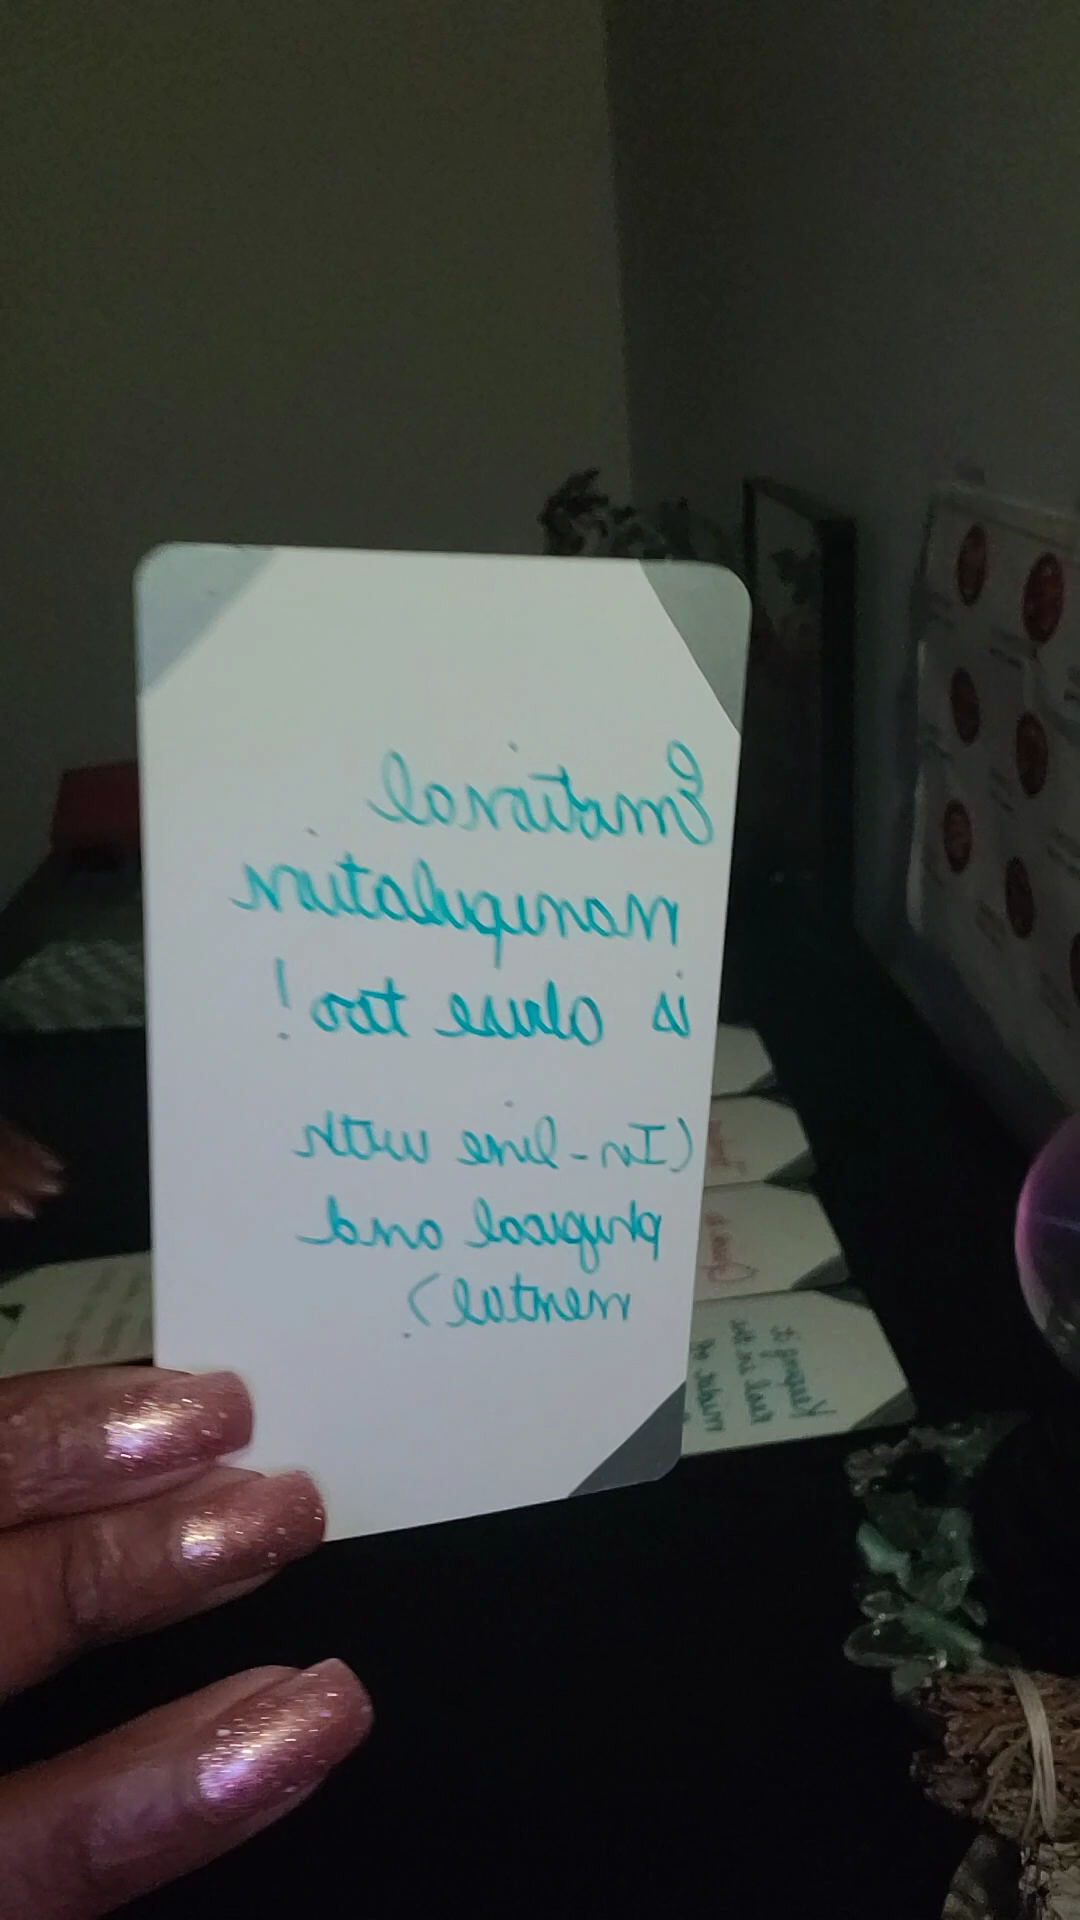 Emotional
manipulation
is abuse too!
(In-line with
physical and
mental).